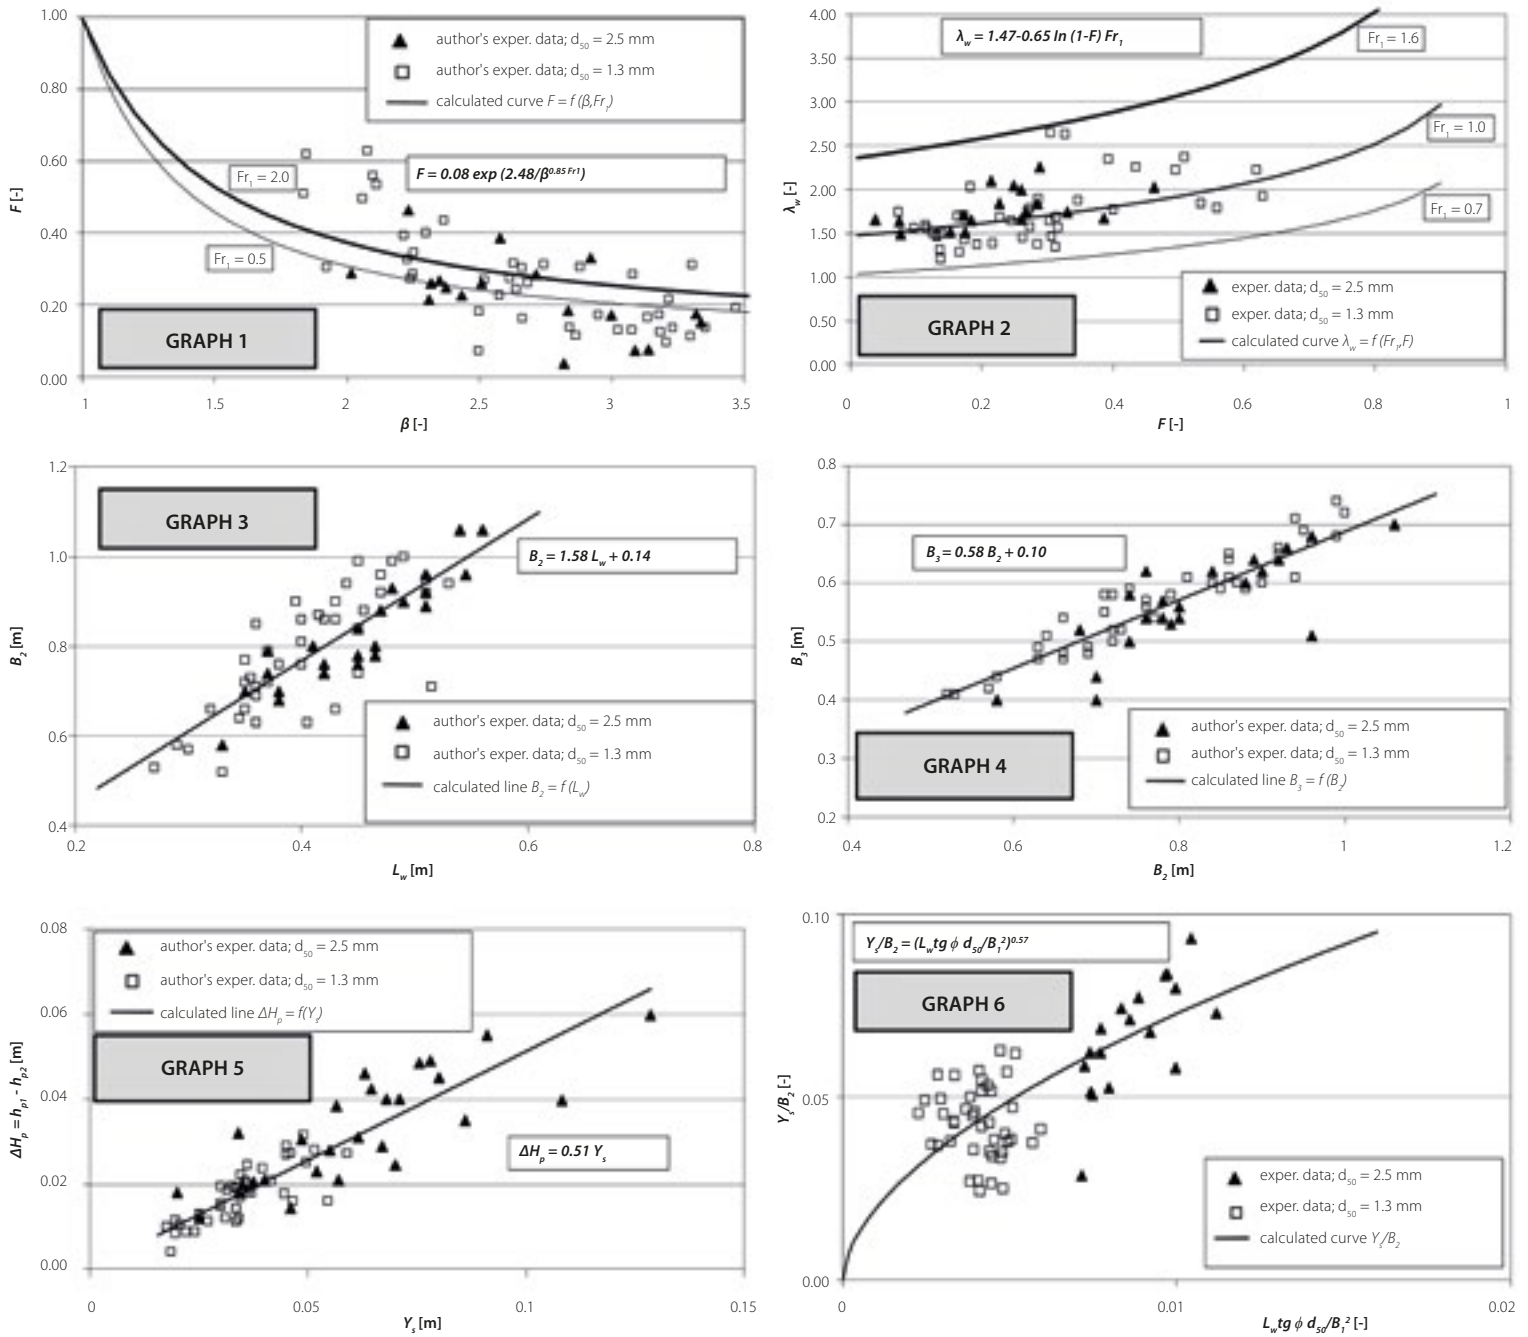 1.00
0.80
0.60
0.40
0.20
0.00
F [-]
author's exper. data; d50 = 2.5 mm
author's exper. data; d50 = 1.3 mm
calculated curve F = f (β,Fr1)
F = 0.08 exp (2.48/β^0.85 Fr1)
Fr1 = 2.0
Fr1 = 0.5
GRAPH 1
1 1.5 2 2.5 3 3.5
β [-]
4.00
3.50
3.00
2.50
2.00
1.50
1.00
0.50
0.00
λw [-]
λw = 1.47-0.65 ln (1-F) Fr1
Fr1 = 1.6
Fr1 = 1.0
Fr1 = 0.7
exper. data; d50 = 2.5 mm
exper. data; d50 = 1.3 mm
calculated curve λw = f (Fr1,F)
GRAPH 2
0 0.2 0.4 0.6 0.8 1
F [-]
1.2
1.0
0.8
0.6
0.4
B2 [m]
GRAPH 3
B2 = 1.58 Lw + 0.14
author's exper. data; d50 = 2.5 mm
author's exper. data; d50 = 1.3 mm
calculated line B2 = f (Lw)
0.2 0.4 0.6 0.8
Lw [m]
0.8
0.7
0.6
0.5
0.4
0.3
0.2
B3 [m]
B3 = 0.58 B2 + 0.10
author's exper. data; d50 = 2.5 mm
author's exper. data; d50 = 1.3 mm
calculated line B3 = f (B2)
GRAPH 4
0.4 0.6 0.8 1 1.2
B2 [m]
0.08
0.06
0.04
0.02
0.00
ΔHp = hp1 - hp2 [m]
author's exper. data; d50 = 2.5 mm
author's exper. data; d50 = 1.3 mm
calculated line ΔHp = f(Ys)
GRAPH 5
ΔHp = 0.51 Ys
0 0.05 0.1 0.15
Ys [m]
0.10
0.05
0.00
Ys/B2 [-]
Ys/B2 = (Lwtg ϕ d50/B1²)^0.57
GRAPH 6
exper. data; d50 = 2.5 mm
exper. data; d50 = 1.3 mm
calculated curve Ys/B2
0 0.01 0.02
Lwtg ϕ d50/B1² [-]